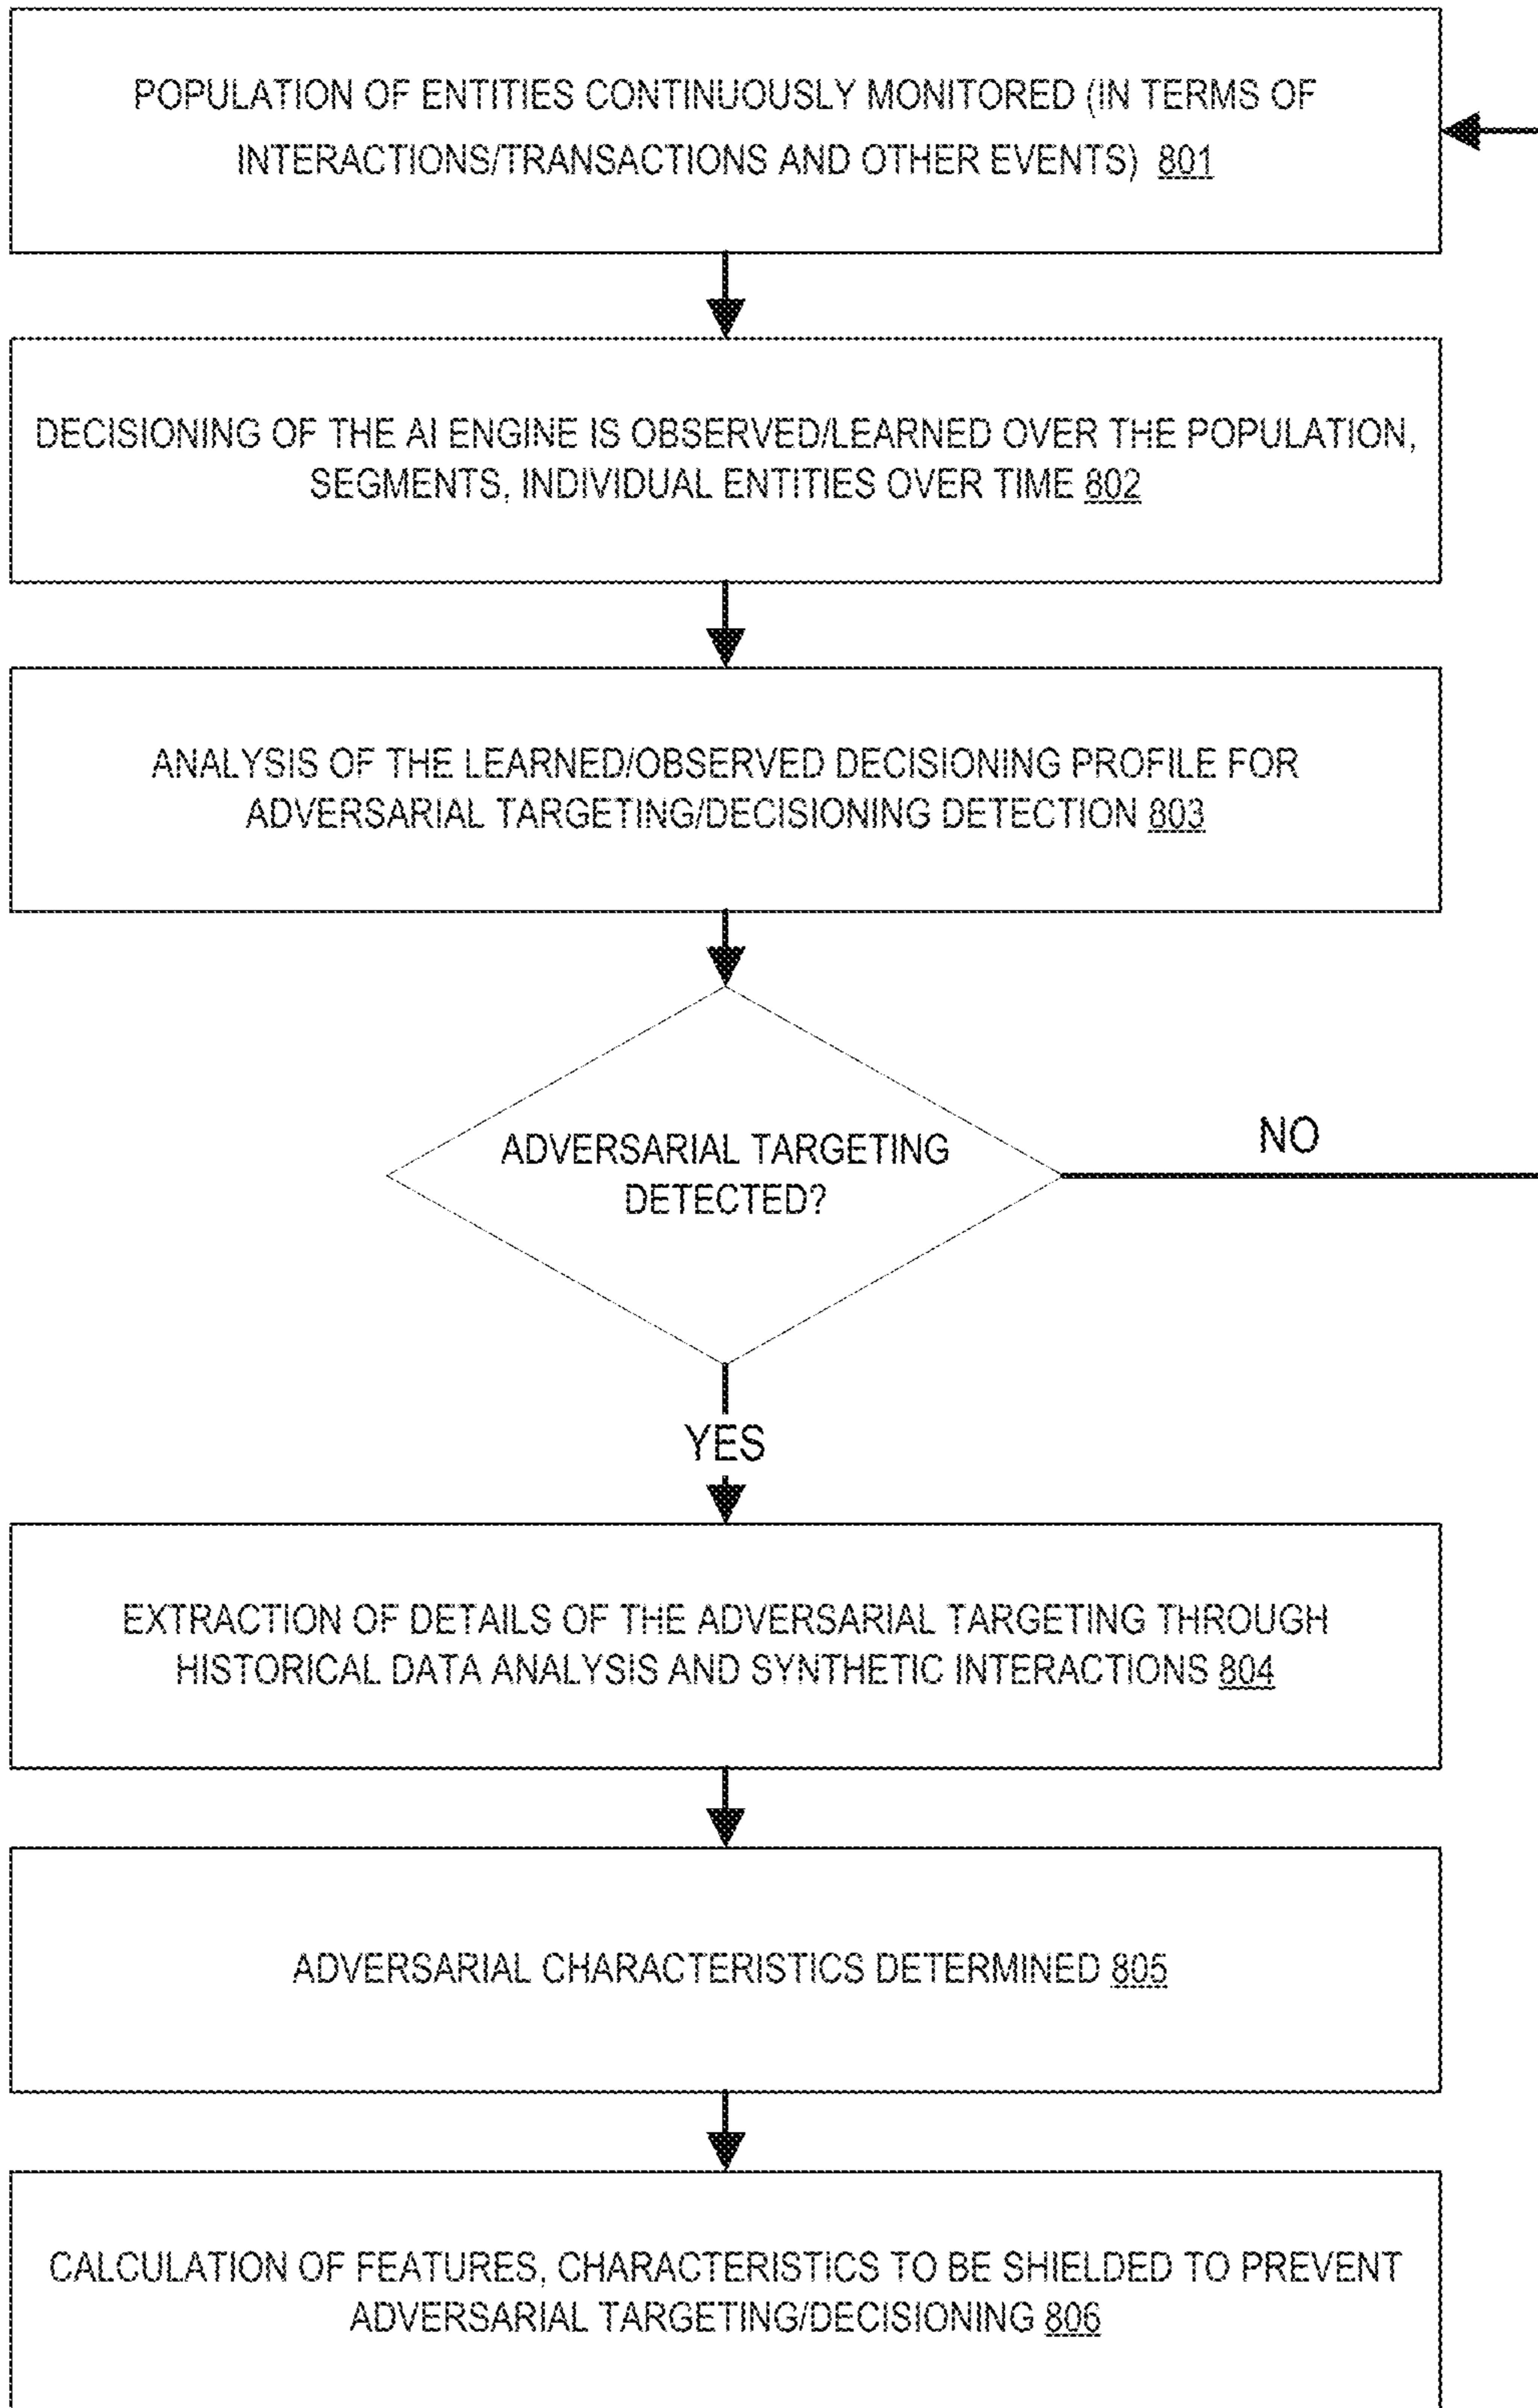 POPULATION OF ENTITIES CONTINUOUSLY MONITORED (IN TERMS OF
INTERACTIONS/TRANSACTIONS AND OTHER EVENTS) 801
DECISIONING OF THE AI ENGINE IS OBSERVED/LEARNED OVER THE POPULATION,
SEGMENTS, INDIVIDUAL ENTITIES OVER TIME 802
ANALYSIS OF THE LEARNED/OBSERVED DECISIONING PROFILE FOR
ADVERSARIAL TARGETING/DECISIONING DETECTION 803
ADVERSARIAL TARGETING
DETECTED?
NO
YES
EXTRACTION OF DETAILS OF THE ADVERSARIAL TARGETING THROUGH
HISTORICAL DATA ANALYSIS AND SYNTHETIC INTERACTIONS 804
ADVERSARIAL CHARACTERISTICS DETERMINED 805
CALCULATION OF FEATURES, CHARACTERISTICS TO BE SHIELDED TO PREVENT
ADVERSARIAL TARGETING/DECISIONING 806